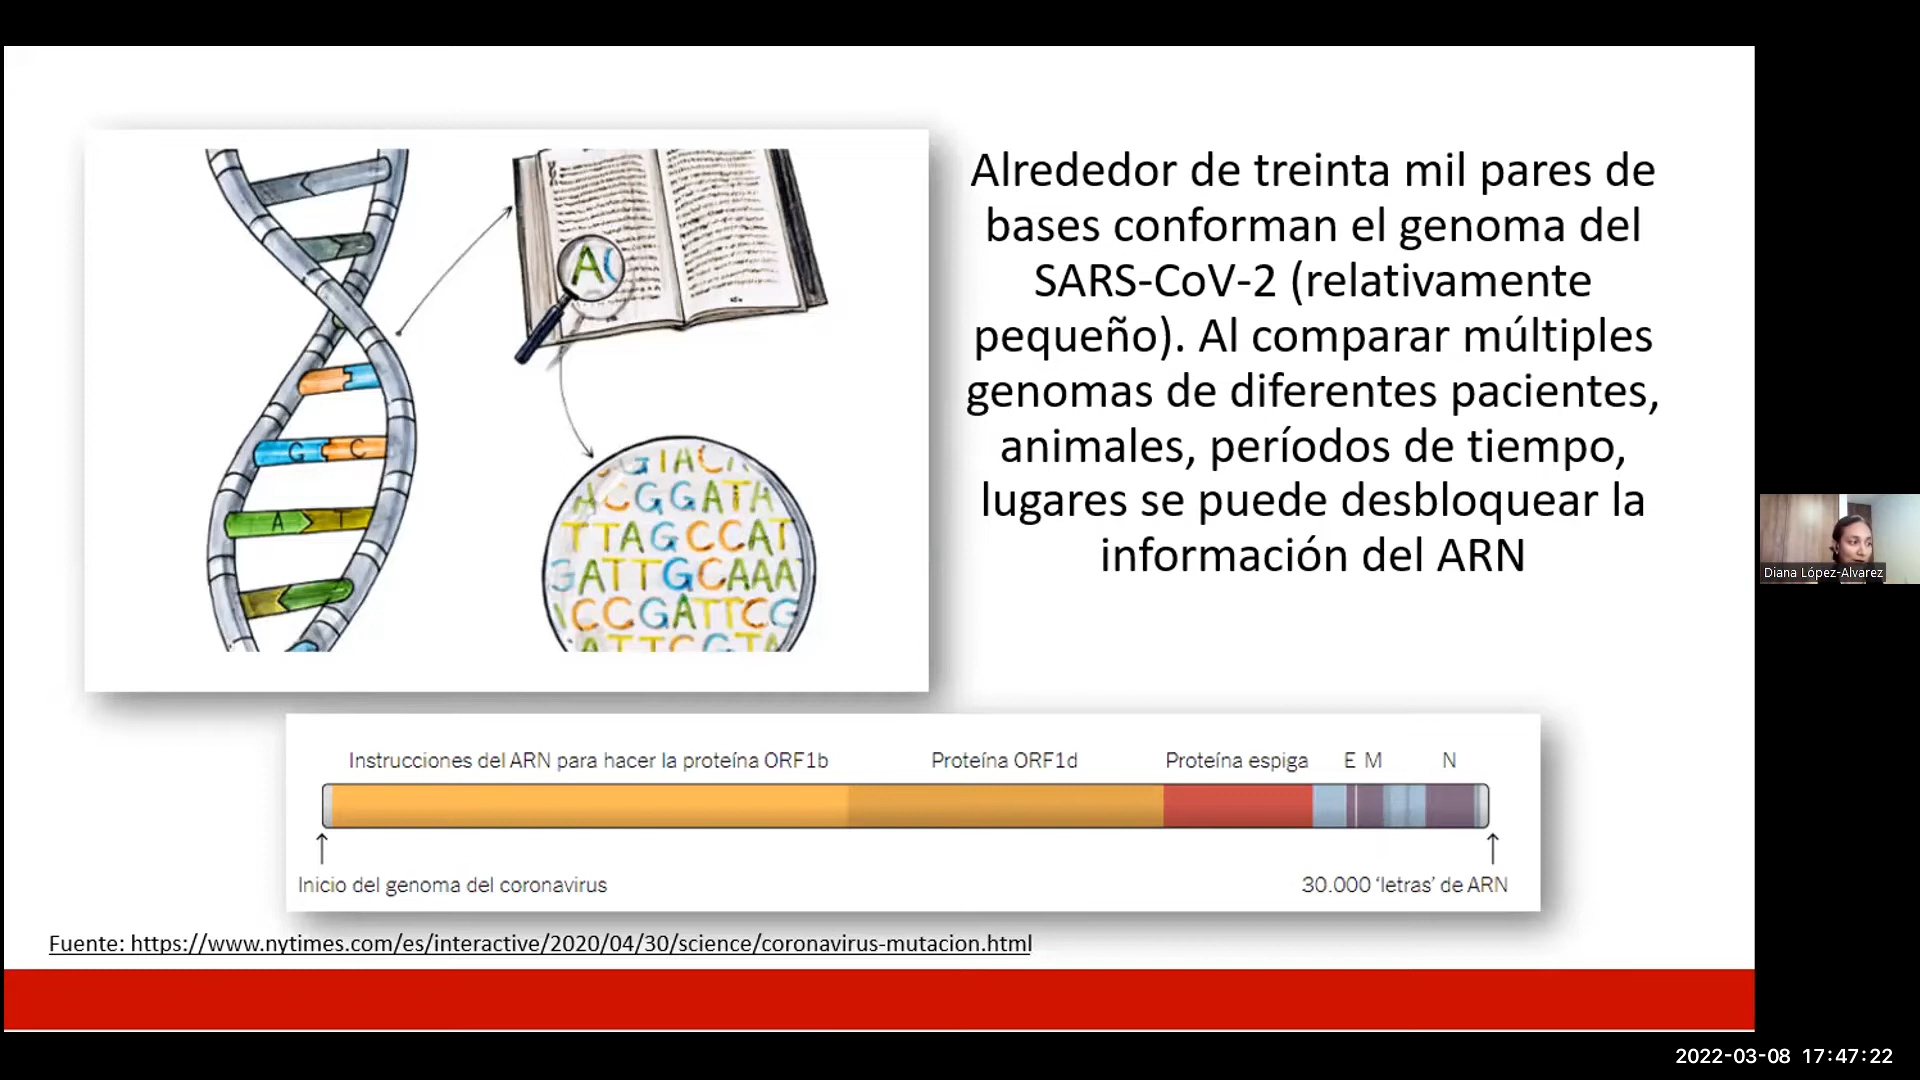 Alrededor de treinta mil pares de
bases conforman el genoma del
SARS-CoV-2 (relativamente
pequeño). Al comparar múltiples
genomas de diferentes pacientes,
animales, períodos de tiempo,
lugares se puede desbloquear la
información del ARN
G C
A T
A
ACGGATA
TTAGCCAT
GATTGCAAA
CCGATTCG
Instrucciones del ARN para hacer la proteína ORF1b Proteína ORF1d Proteína espiga E M N
Inicio del genoma del coronavirus 30.000 ‘letras’ de ARN
Fuente: https://www.nytimes.com/es/interactive/2020/04/30/science/coronavirus-mutacion.html
Diana López-Alvarez
2022-03-08 17:47:22